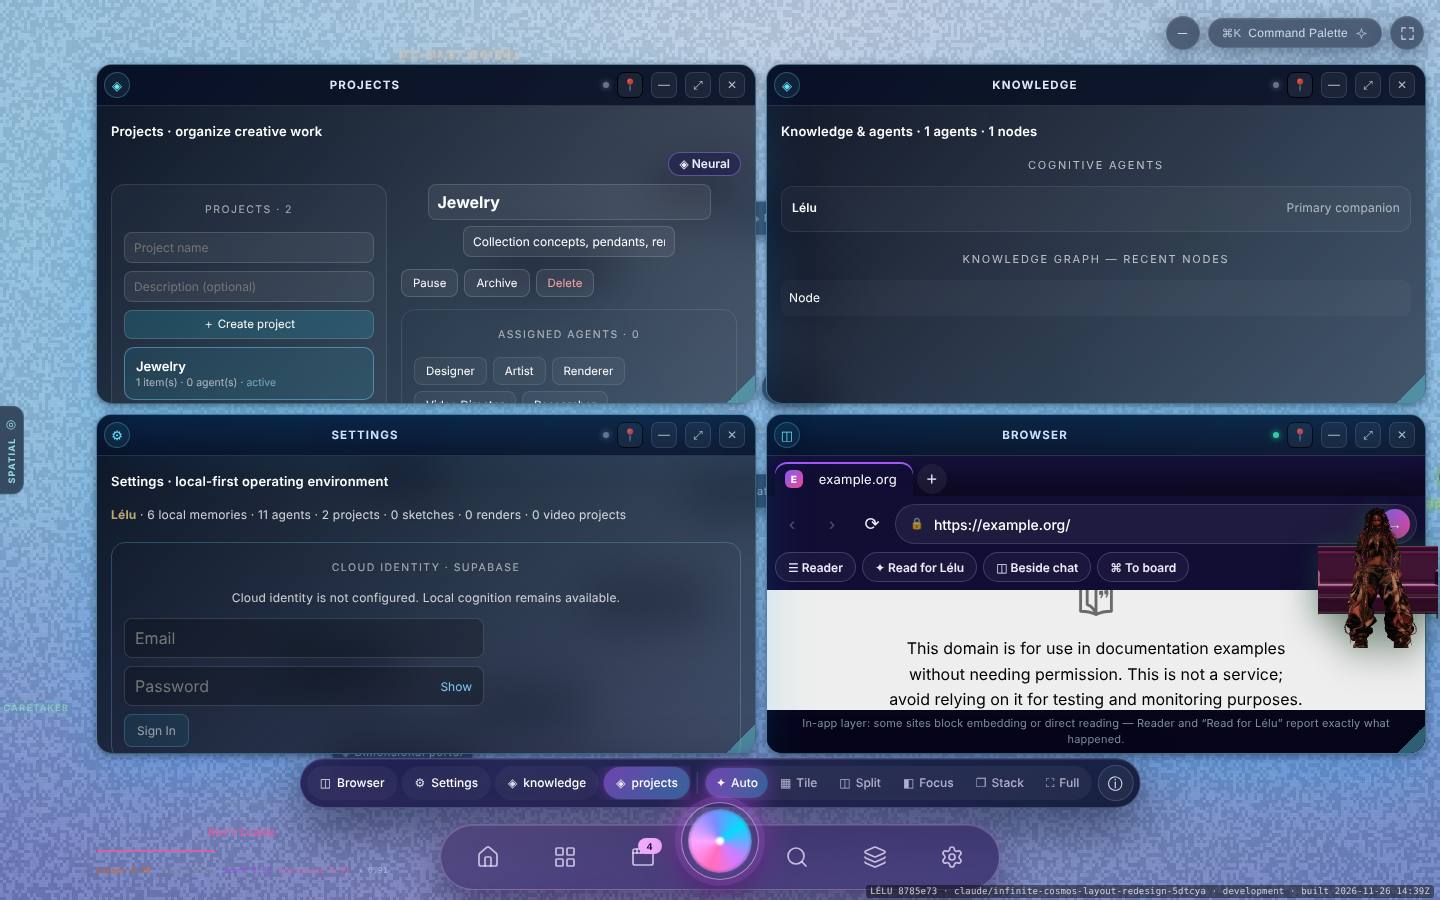 ⌘K Command Palette
PROJECTS
Projects · organize creative work
Neural
PROJECTS · 2
Project name
Description (optional)
+ Create project
Jewelry
1 item(s) · 0 agent(s) · active
Jewelry
Collection concepts, pendants, re
Pause Archive Delete
ASSIGNED AGENTS · 0
Designer Artist Renderer
KNOWLEDGE
Knowledge & agents · 1 agents · 1 nodes
COGNITIVE AGENTS
Lélu Primary companion
KNOWLEDGE GRAPH — RECENT NODES
Node
SPATIAL
SETTINGS
Settings · local-first operating environment
Lélu · 6 local memories · 11 agents · 2 projects · 0 sketches · 0 renders · 0 video projects
CLOUD IDENTITY · SUPABASE
Cloud identity is not configured. Local cognition remains available.
Email
Password Show
Sign In
BROWSER
E example.org +
https://example.org/
Reader Read for Lélu Beside chat ⌘ To board
This domain is for use in documentation examples
without needing permission. This is not a service;
avoid relying on it for testing and monitoring purposes.
In-app layer: some sites block embedding or direct reading — Reader and “Read for Lélu” report exactly what
happened.
CARETAKER
Browser Settings knowledge projects Auto Tile Split Focus Stack Full
4
LÉLU 8785e73 · claude/infinite-cosmos-layout-redesign-5dtcya · development · built 2026-11-26 14:39Z